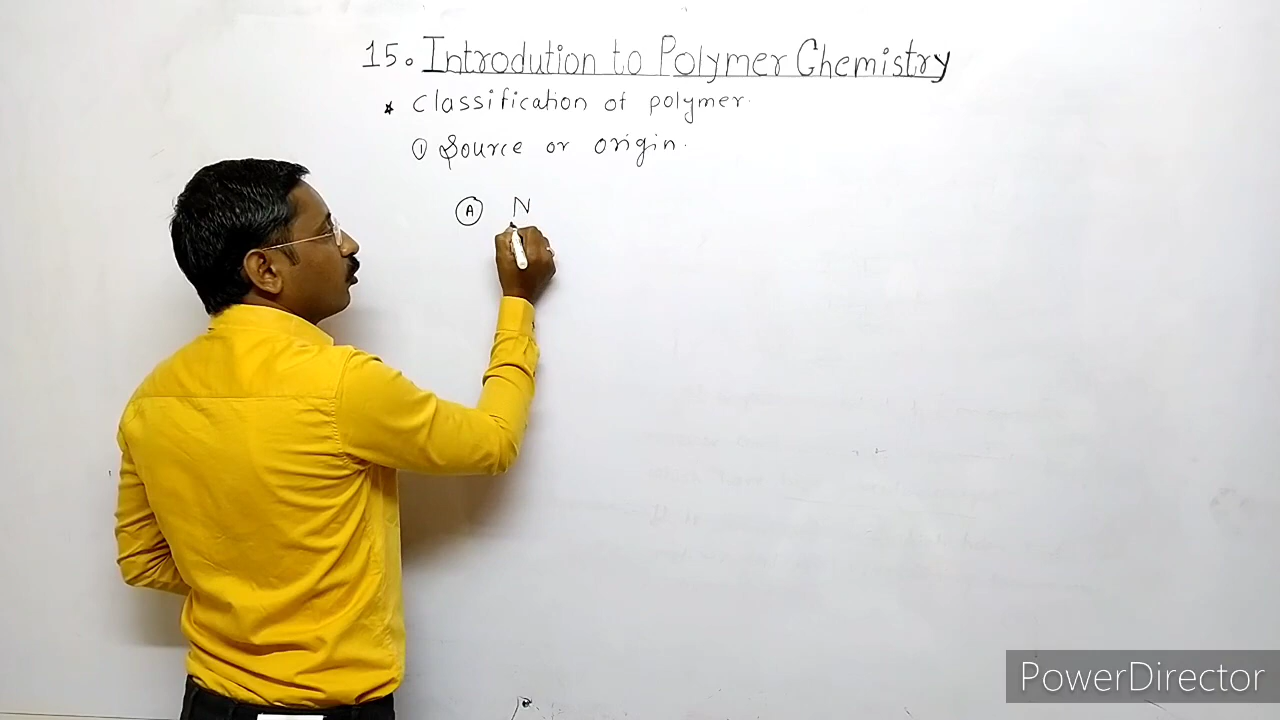 15. Introdution to Polymer Chemistry
* Classification of polymer.
① Source or origin.
Ⓐ N
PowerDirector